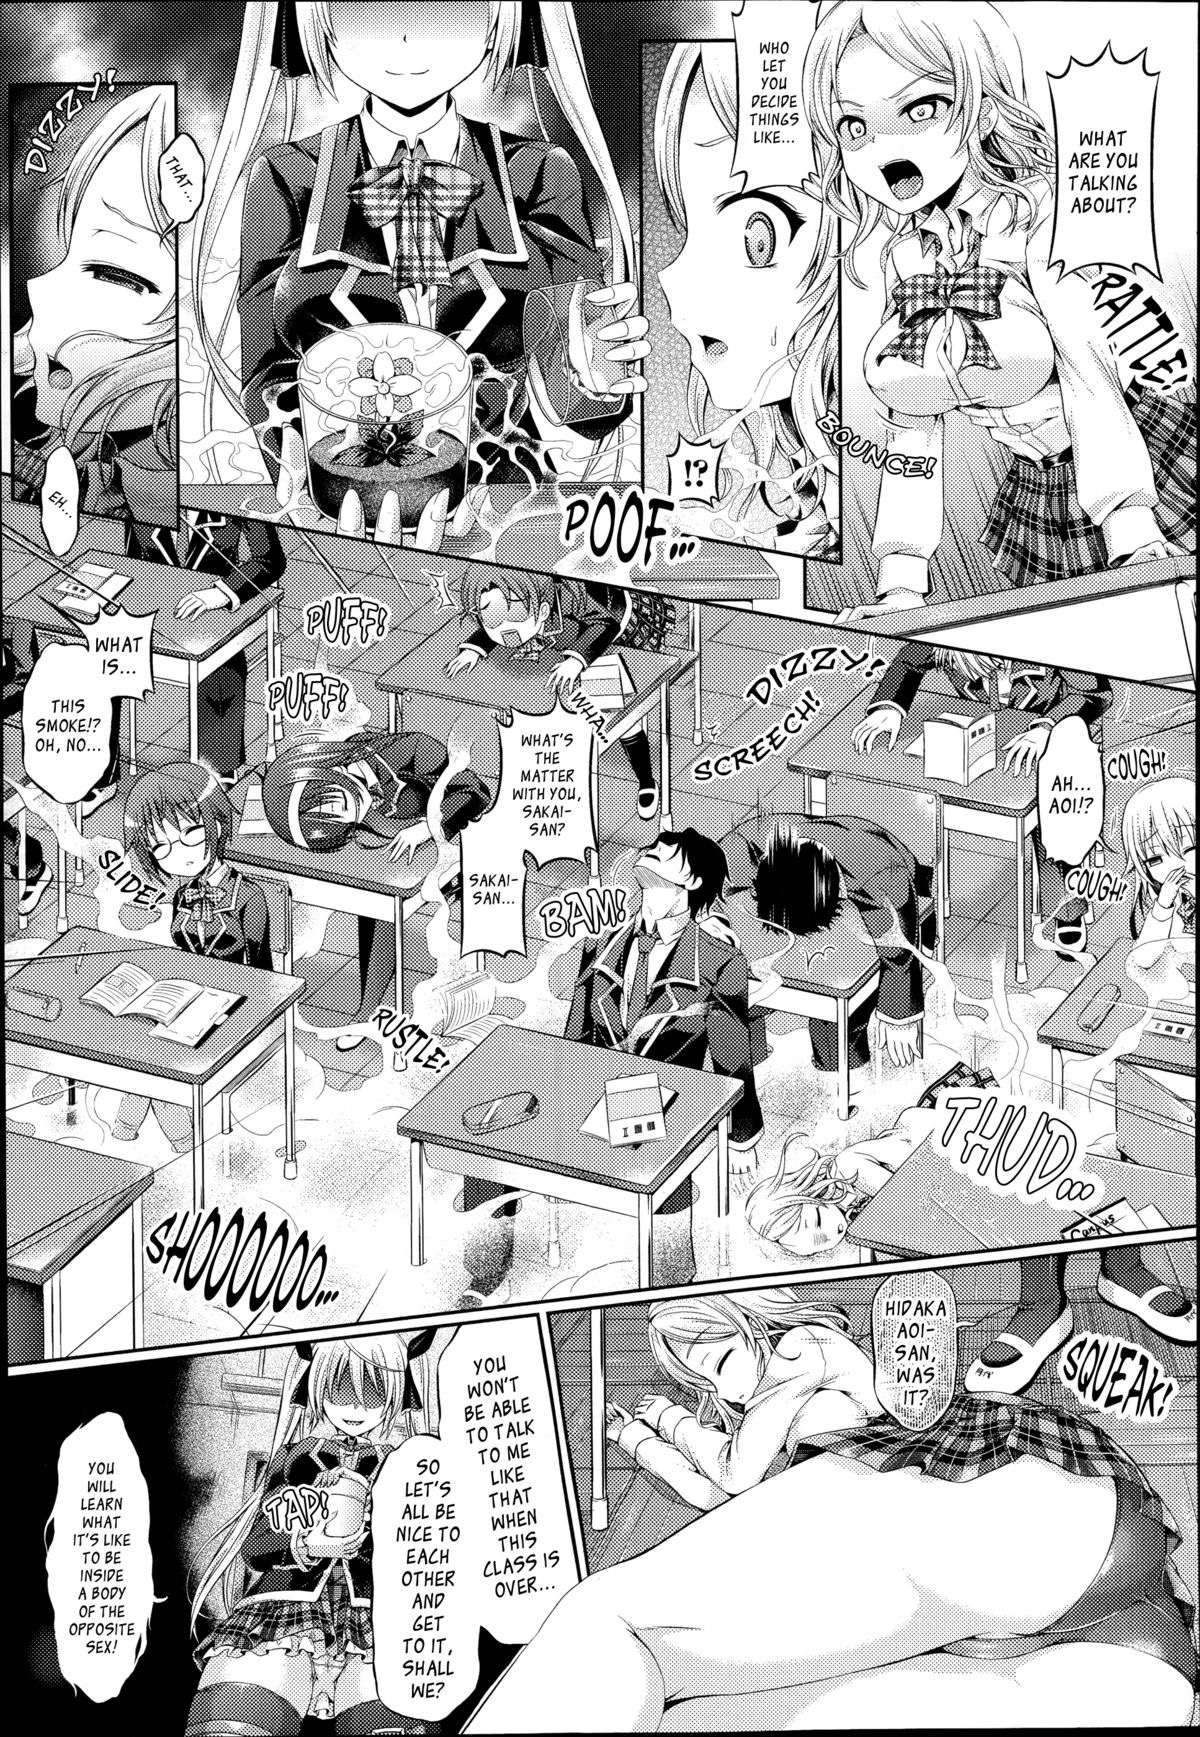 WHAT
ARE YOU
TALKING
ABOUT?
RATTLE!
WHO
LET
YOU
DECIDE
THINGS
LIKE...
BOUNCE!
!?
POOF...
DIZZY!
THAT...
EH...
AH...
AOI!?
COUGH!
COUGH!
DIZZY!
SCREECH!
WHA...
WHAT'S
THE
MATTER
WITH YOU,
SAKAI-
SAN?
SAKAI-
SAN...
BAM!
PUFF!
PUFF!
WHAT
IS...
THIS
SMOKE!?
OH, NO...
SLIDE!
RUSTLE!
THUD...
Campus
SHOOOOOO...
HIDAKA
AOI-
SAN,
WAS
IT?
SQUEAK!
YOU
WON'T
BE ABLE
TO TALK
TO ME
LIKE
THAT
WHEN
THIS
CLASS IS
OVER...
SO
LET'S
ALL BE
NICE TO
EACH
OTHER
AND
GET
TO IT,
SHALL
WE?
TAP!
YOU
WILL
LEARN
WHAT
IT'S LIKE
TO BE
INSIDE
A BODY
OF THE
OPPOSITE
SEX!